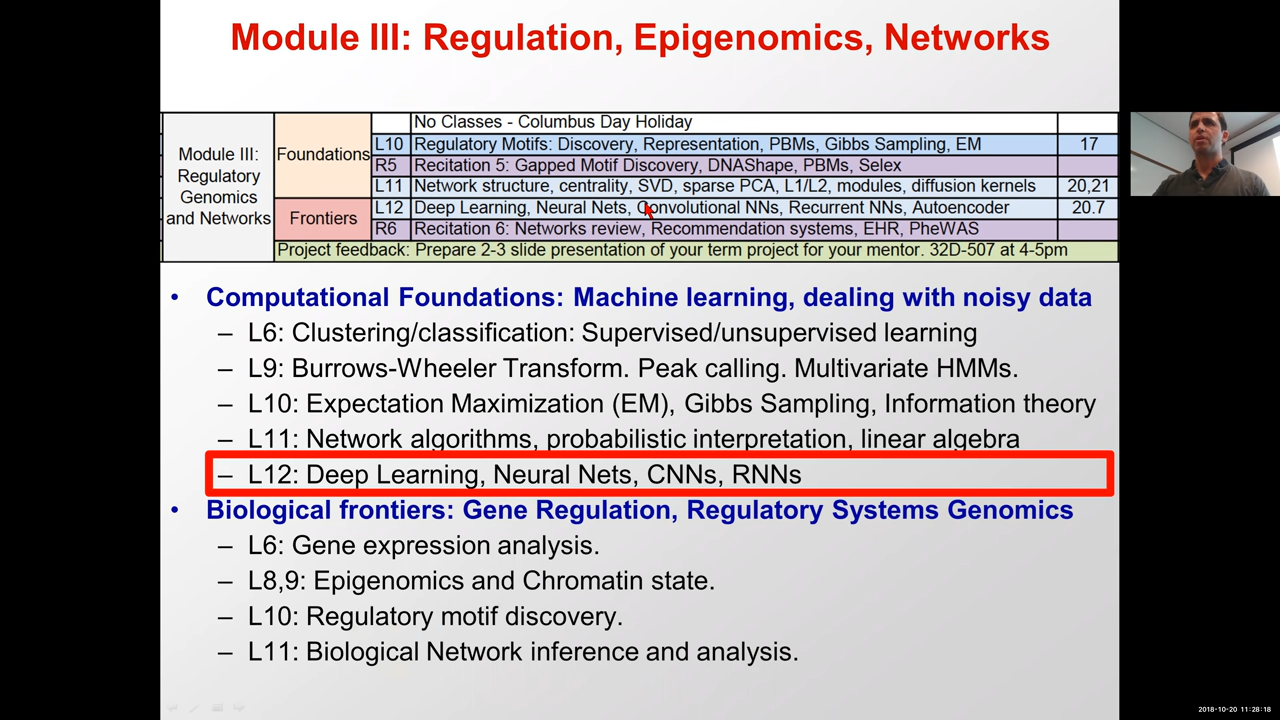 Module III: Regulation, Epigenomics, Networks
No Classes - Columbus Day Holiday
Module III:
Regulatory
Genomics
and Networks
Foundations
L10 Regulatory Motifs: Discovery, Representation, PBMs, Gibbs Sampling, EM 17
R5 Recitation 5: Gapped Motif Discovery, DNAShape, PBMs, Selex
L11 Network structure, centrality, SVD, sparse PCA, L1/L2, modules, diffusion kernels 20,21
Frontiers
L12 Deep Learning, Neural Nets, Convolutional NNs, Recurrent NNs, Autoencoder 20.7
R6 Recitation 6: Networks review, Recommendation systems, EHR, PheWAS
Project feedback: Prepare 2-3 slide presentation of your term project for your mentor. 32D-507 at 4-5pm
• Computational Foundations: Machine learning, dealing with noisy data
– L6: Clustering/classification: Supervised/unsupervised learning
– L9: Burrows-Wheeler Transform. Peak calling. Multivariate HMMs.
– L10: Expectation Maximization (EM), Gibbs Sampling, Information theory
– L11: Network algorithms, probabilistic interpretation, linear algebra
– L12: Deep Learning, Neural Nets, CNNs, RNNs
• Biological frontiers: Gene Regulation, Regulatory Systems Genomics
– L6: Gene expression analysis.
– L8,9: Epigenomics and Chromatin state.
– L10: Regulatory motif discovery.
– L11: Biological Network inference and analysis.
2018-10-20 11:28:18